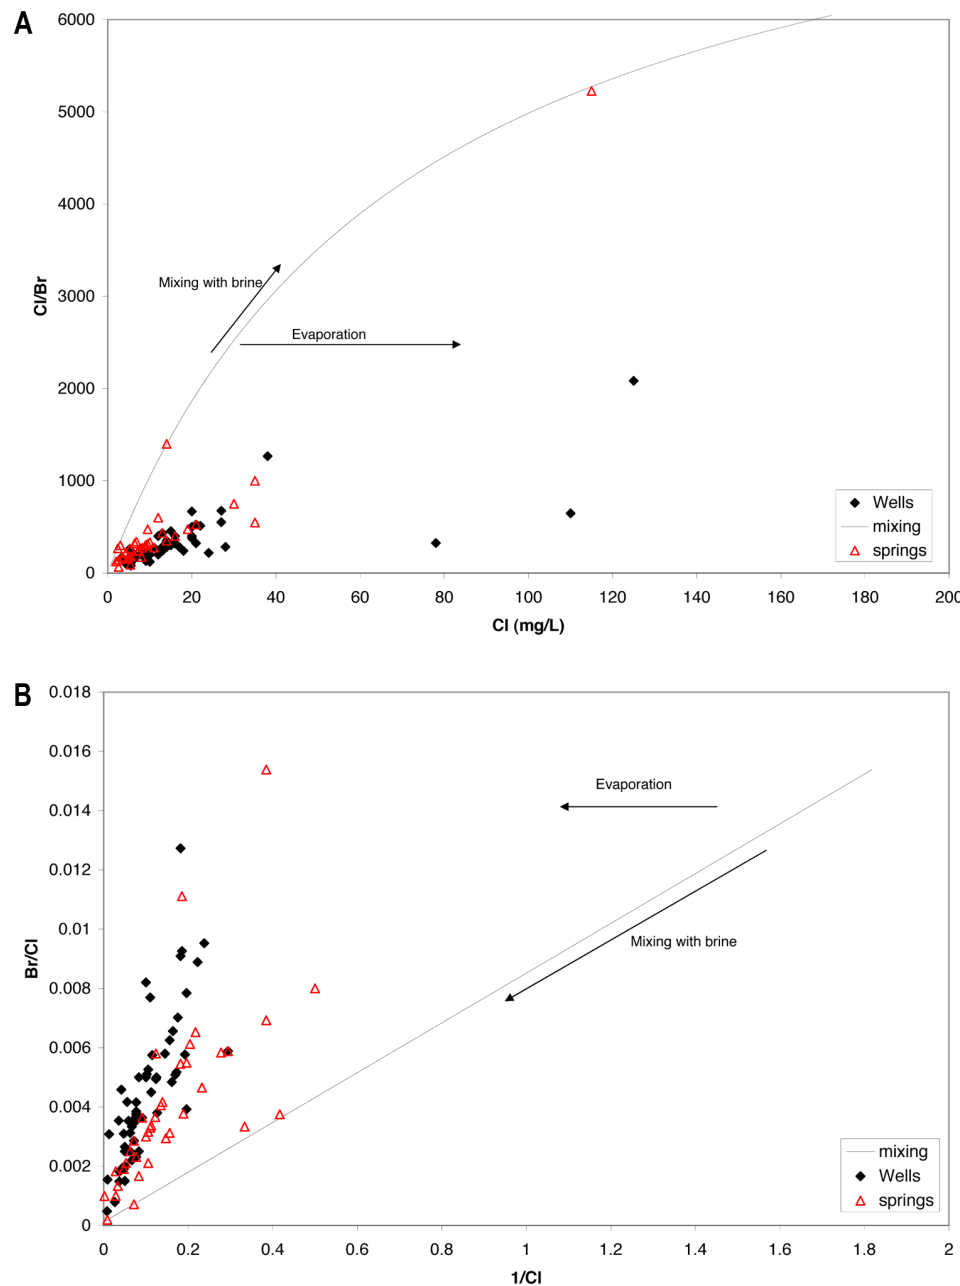 A
6000
5000
4000
3000
2000
1000
0
Cl/Br
Mixing with brine
Evaporation
Wells
mixing
springs
0 20 40 60 80 100 120 140 160 180 200
Cl (mg/L)
B
0.018
0.016
0.014
0.012
0.01
0.008
0.006
0.004
0.002
0
Br/Cl
Evaporation
Mixing with brine
mixing
Wells
springs
0 0.2 0.4 0.6 0.8 1 1.2 1.4 1.6 1.8 2
1/Cl